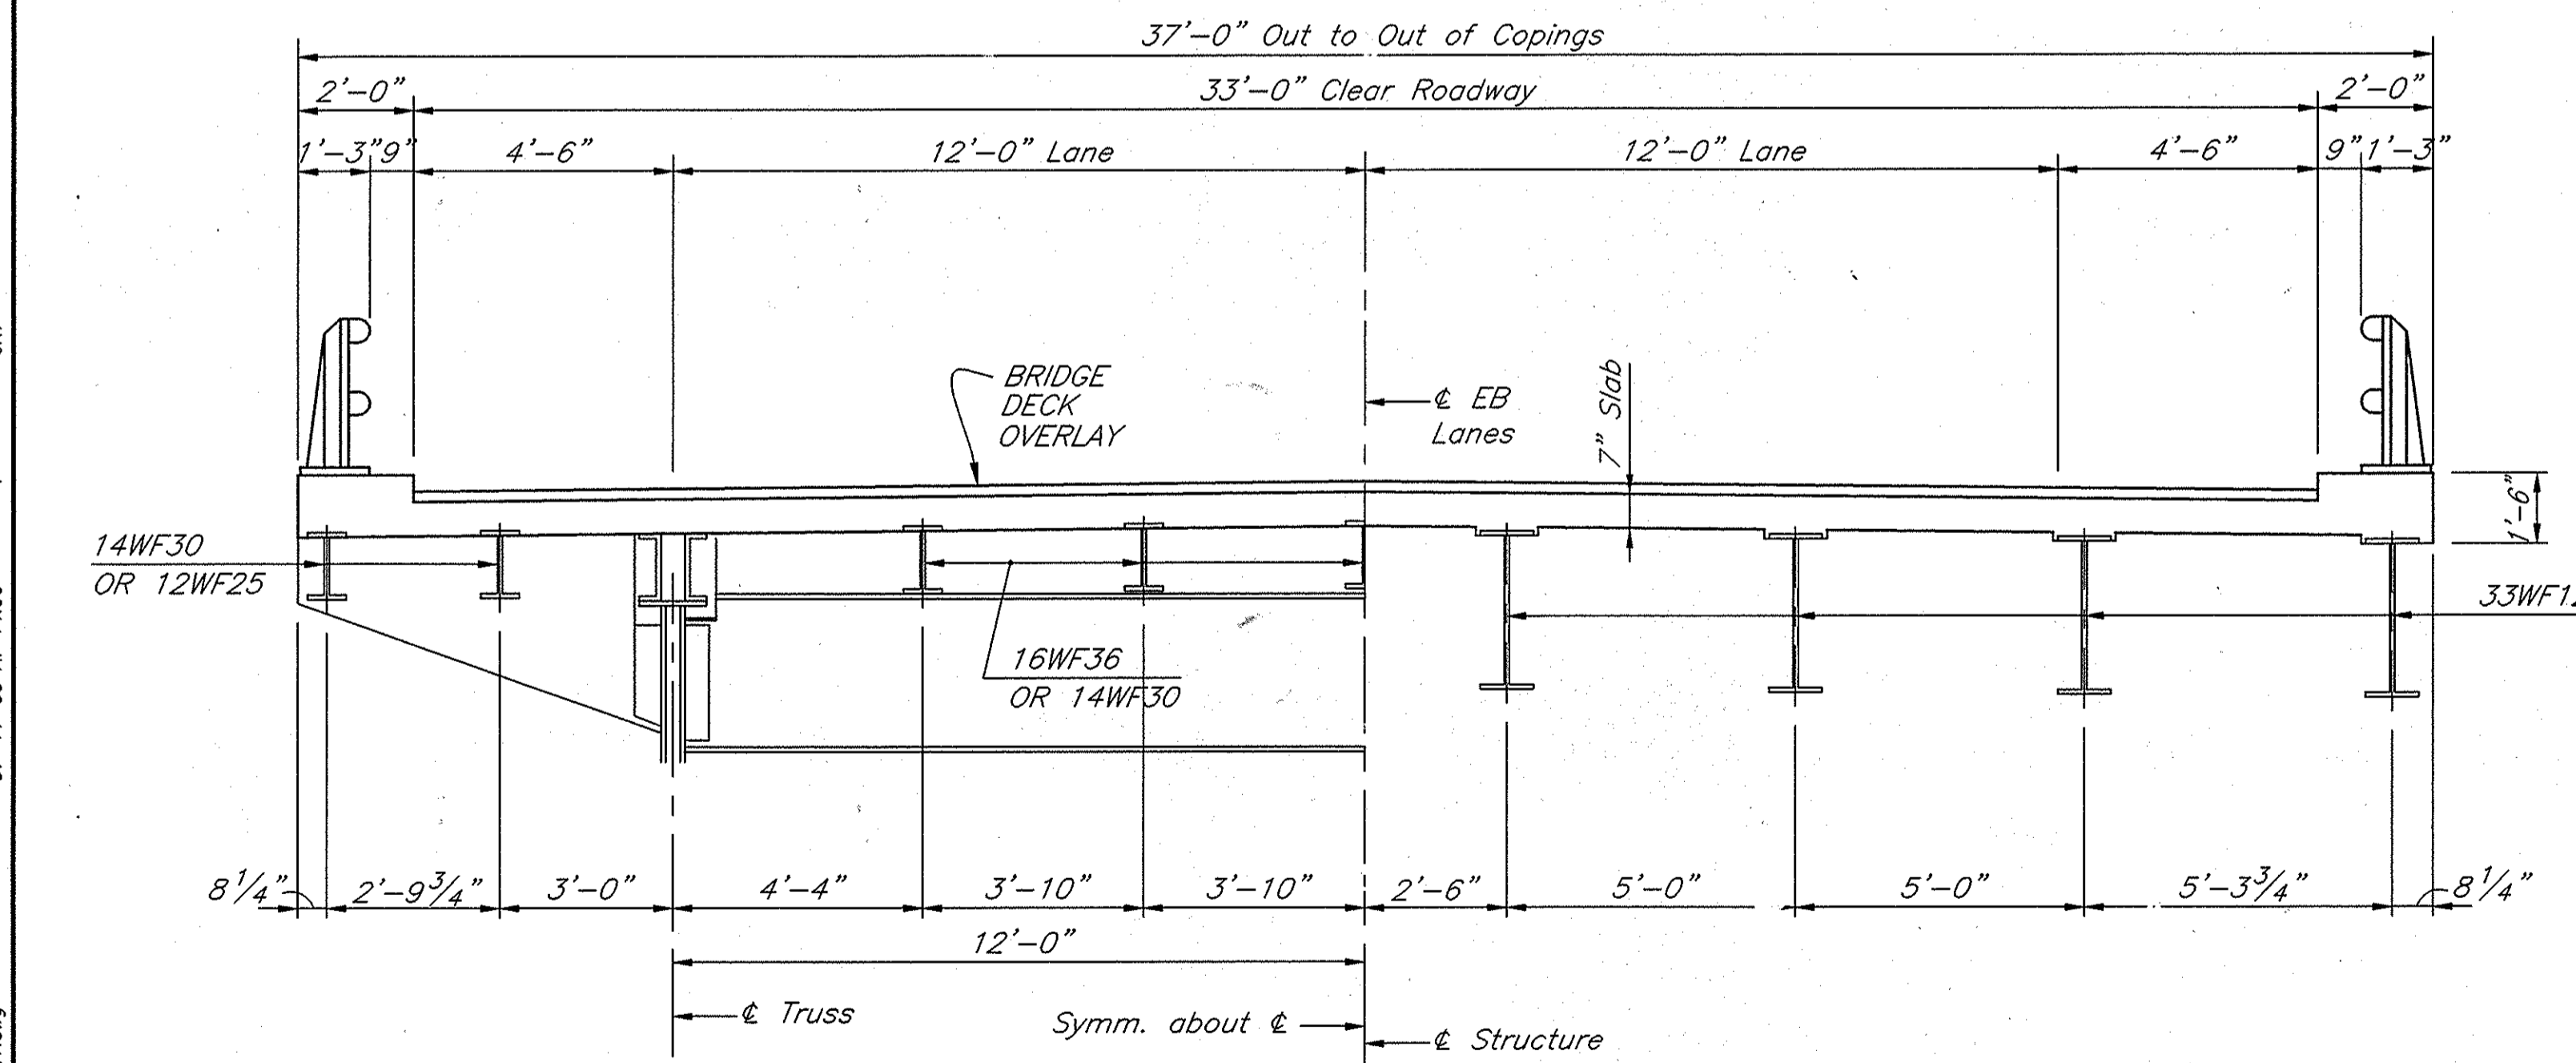 37'-0" Out to Out of Copings
2'-0" 33'-0" Clear Roadway 2'-0"
1'-3" 9" 4'-6" 12'-0" Lane 12'-0" Lane 4'-6" 9" 1'-3"
BRIDGE
DECK
OVERLAY
℄ EB
Lanes
7" Slab
1'-6"
14WF30
OR 12WF25
16WF36
OR 14WF30
33WF12
8 1/4" 2'-9 3/4" 3'-0" 4'-4" 3'-10" 3'-10" 2'-6" 5'-0" 5'-0" 5'-3 3/4" 8 1/4"
12'-0"
℄ Truss
Symm. about ℄
℄ Structure